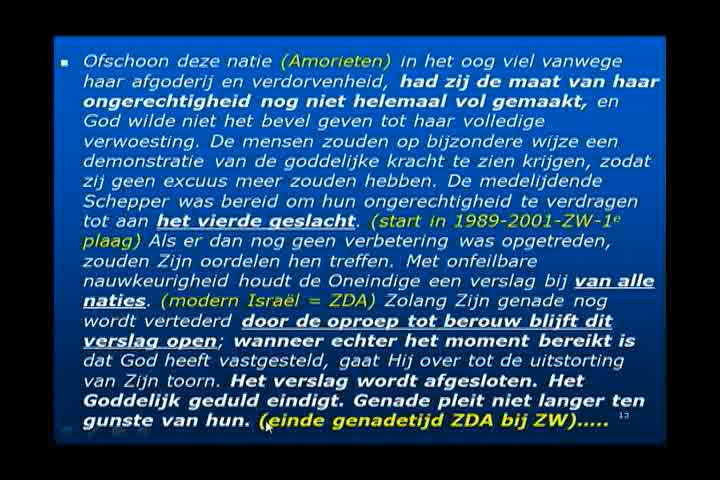 Ofschoon deze natie (Amorieten) in het oog viel vanwege
haar afgoderij en verdorvenheid, had zij de maat van haar
ongerechtigheid nog niet helemaal vol gemaakt, en
God wilde niet het bevel geven tot haar volledige
verwoesting. De mensen zouden op bijzondere wijze een
demonstratie van de goddelijke kracht te zien krijgen, zodat
zij geen excuus meer zouden hebben. De medelijdende
Schepper was bereid om hun ongerechtigheid te verdragen
tot aan het vierde geslacht. (start in 1989-2001-ZW-1e
plaag) Als er dan nog geen verbetering was opgetreden,
zouden Zijn oordelen hen treffen. Met onfeilbare
nauwkeurigheid houdt de Oneindige een verslag bij van alle
naties. (modern Israël = ZDA) Zolang Zijn genade nog
wordt vertederd door de oproep tot berouw blijft dit
verslag open; wanneer echter het moment bereikt is
dat God heeft vastgesteld, gaat Hij over tot de uitstorting
van Zijn toorn. Het verslag wordt afgesloten. Het
Goddelijk geduld eindigt. Genade pleit niet langer ten
gunste van hun. (einde genadetijd ZDA bij ZW).....
13